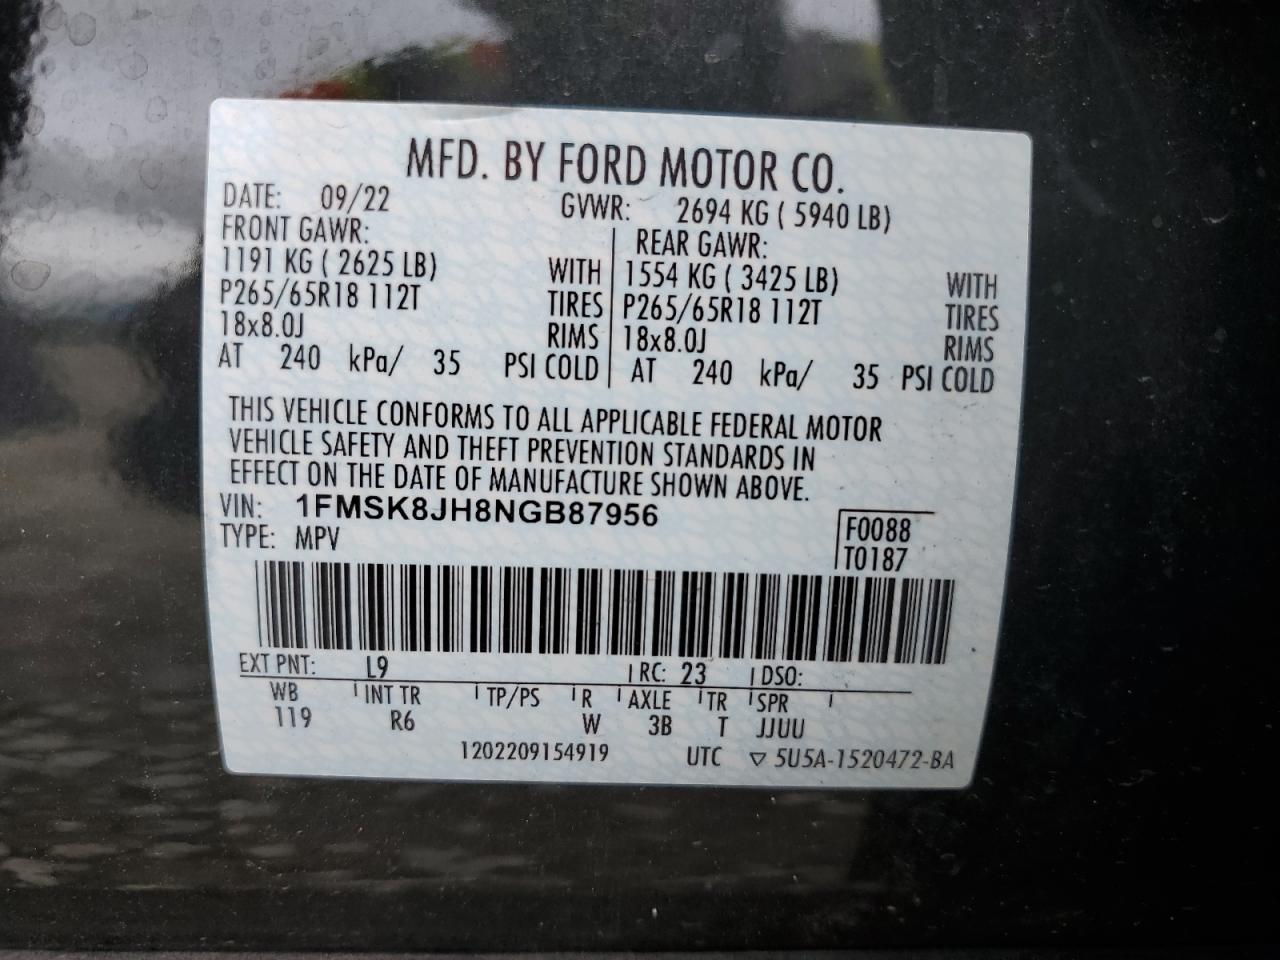 MFD. BY FORD MOTOR CO.
DATE: 09/22 GVWR: 2694 KG ( 5940 LB)
FRONT GAWR: REAR GAWR:
1191 KG ( 2625 LB) WITH 1554 KG ( 3425 LB) WITH
P265/65R18 112T TIRES P265/65R18 112T TIRES
18x8.0J RIMS 18x8.0J RIMS
AT 240 kPa/ 35 PSI COLD AT 240 kPa/ 35 PSI COLD
THIS VEHICLE CONFORMS TO ALL APPLICABLE FEDERAL MOTOR
VEHICLE SAFETY AND THEFT PREVENTION STANDARDS IN
EFFECT ON THE DATE OF MANUFACTURE SHOWN ABOVE.
VIN: 1FMSK8JH8NGB87956 F0088
TYPE: MPV T0187
EXT PNT: L9 RC: 23 DSO:
WB INT TR TP/PS R AXLE TR SPR
119 R6 W 3B T JJUU
1202209154919 UTC ▽ 5U5A-1520472-BA